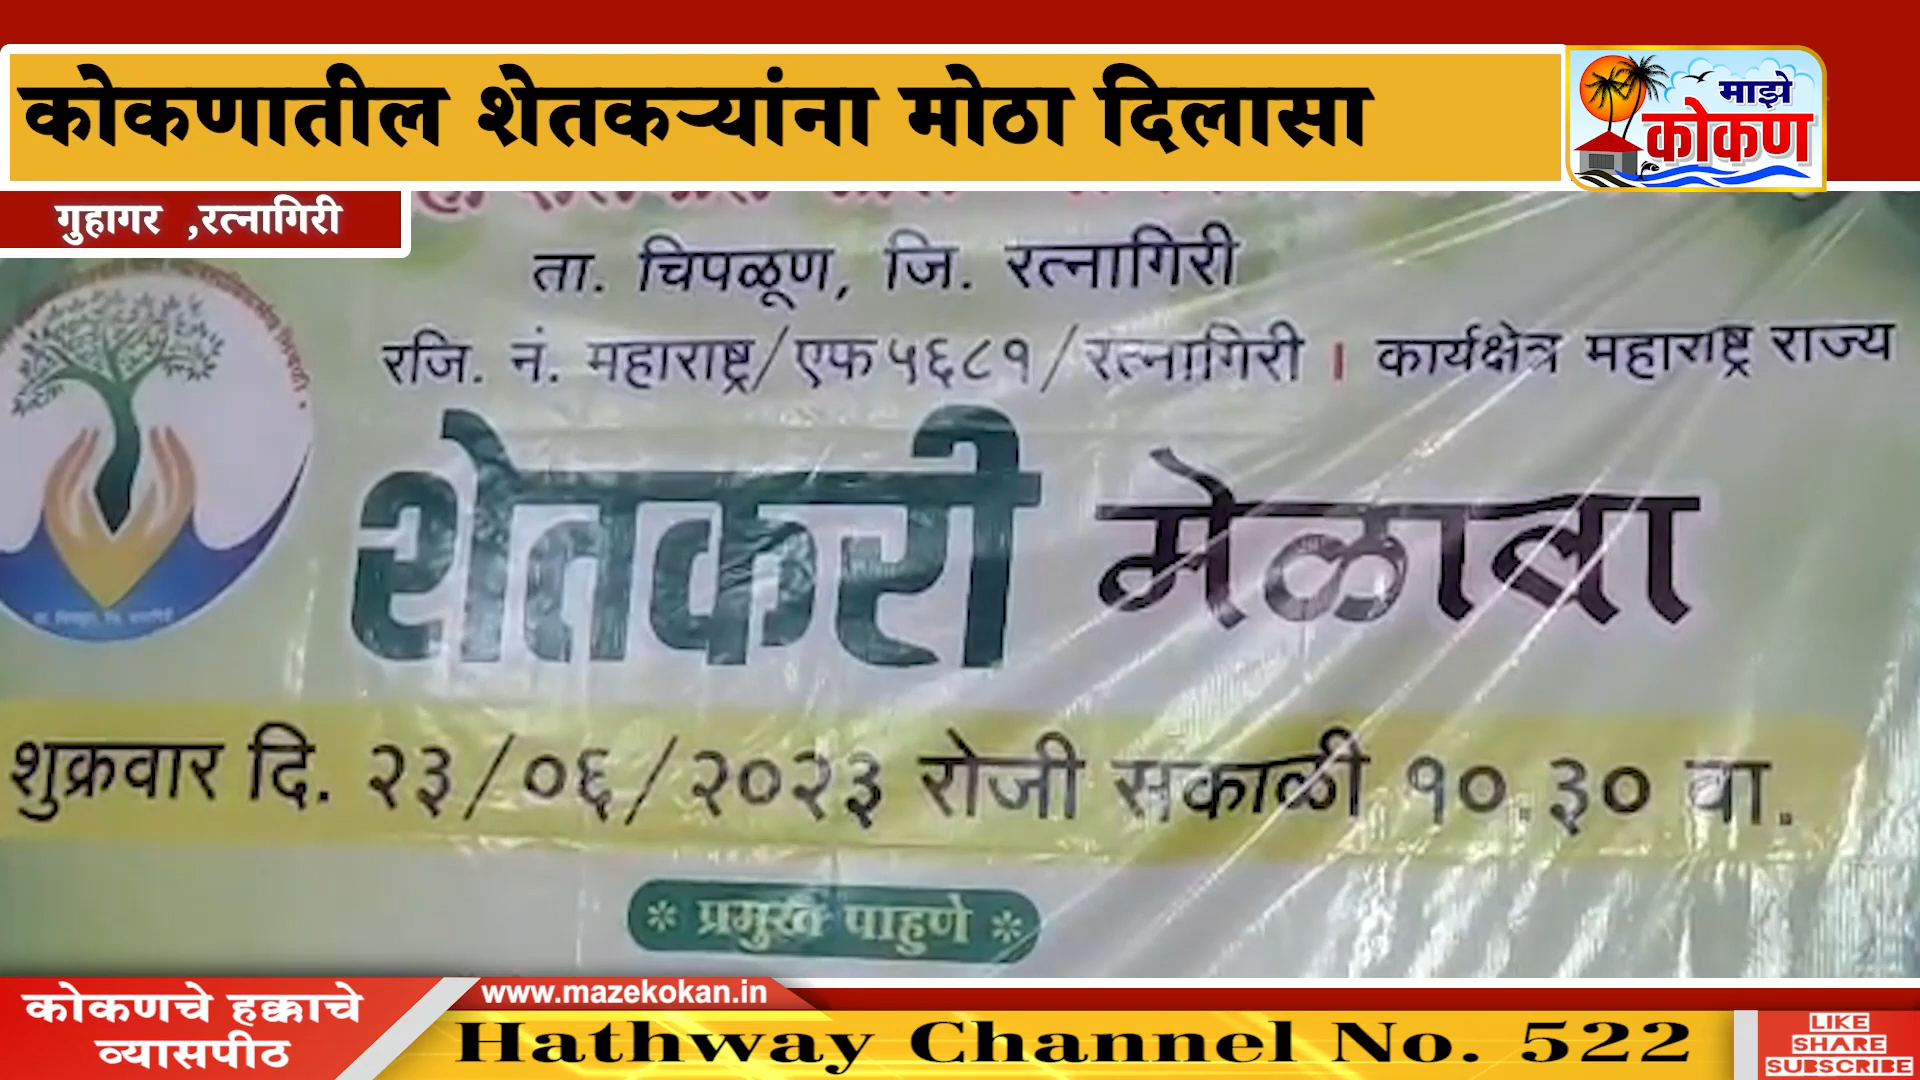 कोकणातील शेतकऱ्यांना मोठा दिलासा
माझे
कोकण
गुहागर ,रत्नागिरी
ता. चिपळूण, जि. रत्नागिरी
रजि. नं. महाराष्ट्र/एफ५६८१/रत्नागिरी । कार्यक्षेत्र महाराष्ट्र राज्य
शेतकरी मेळावा
शुक्रवार दि. २३/०६/२०२३ रोजी सकाळी १०.३० वा.
* प्रमुख पाहुणे *
कोकणचे हक्काचे
व्यासपीठ
www.mazekokan.in
Hathway Channel No. 522
LIKE
SHARE
SUBSCRIBE